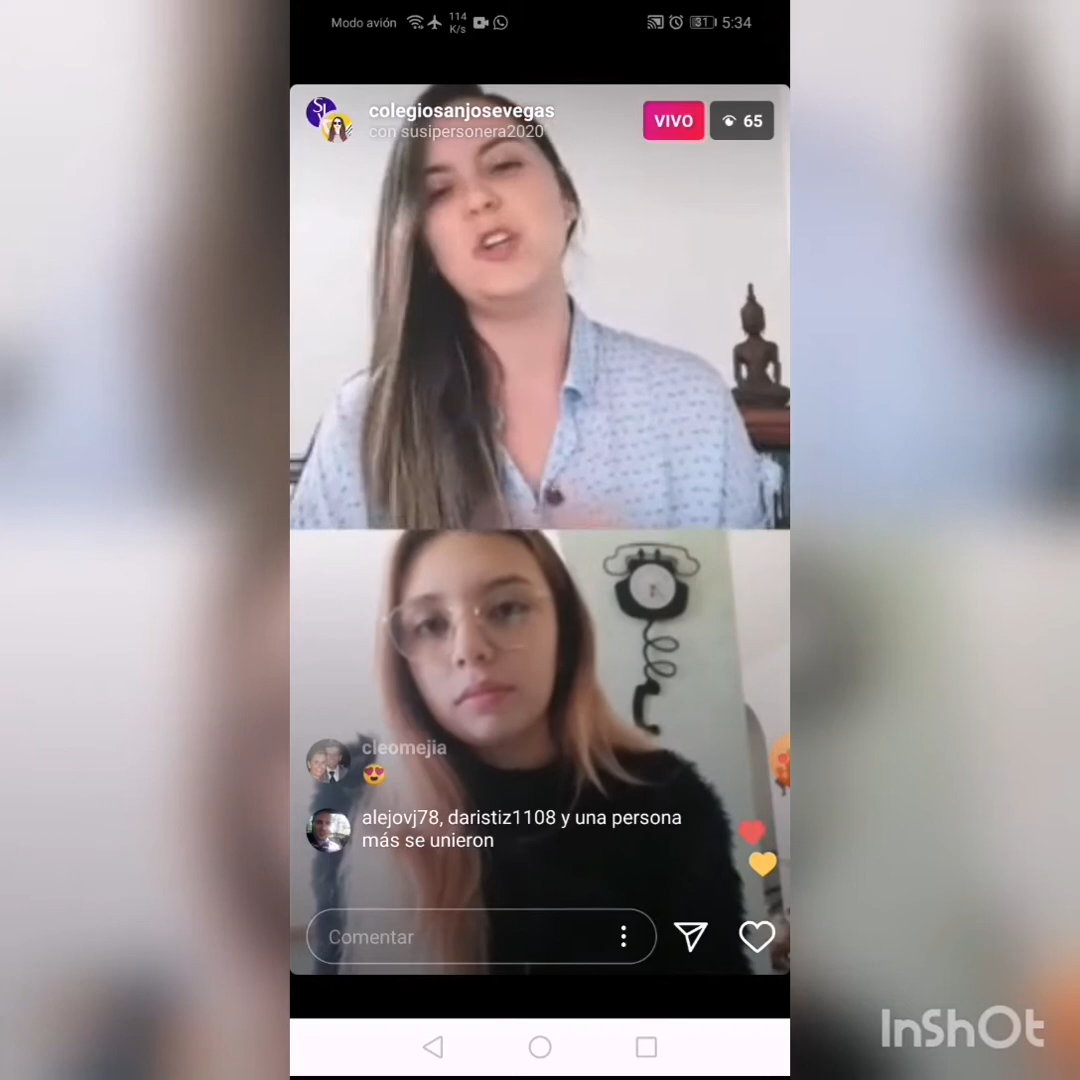 Modo avión
114
K/s
31
5:34
SJV
colegiosanjosevegas
con susipersonera2020
VIVO
65
cleomejia
alejovj78, daristiz1108 y una persona
más se unieron
Comentar
InShOt